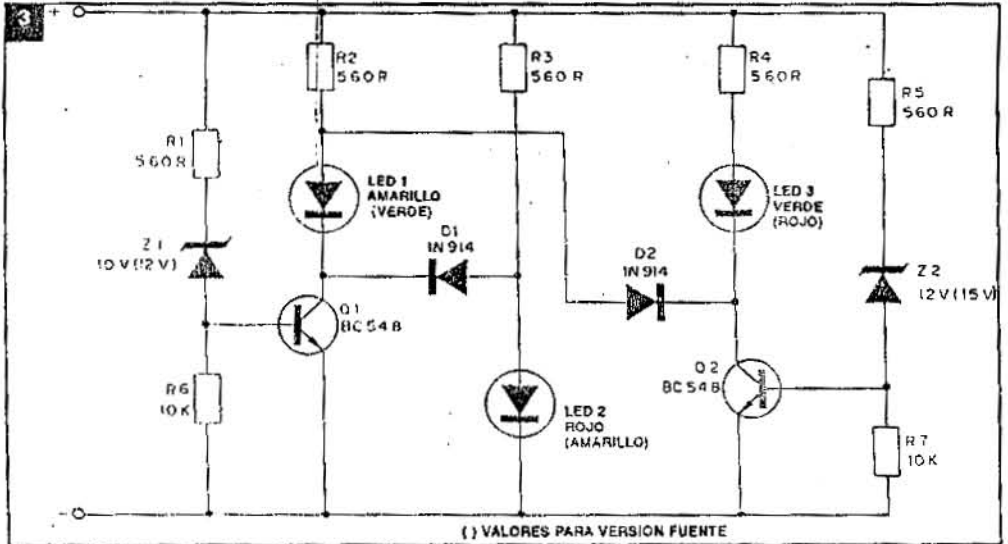 3
+
R2
560R
R3
560R
R4
560R
R5
560R
R1
560R
LED 1
AMARILLO
(VERDE)
LED 3
VERDE
(ROJO)
Z1
10V(12V)
D1
1N914
D2
1N914
Z2
12V(15V)
Q1
BC548
Q2
BC548
R6
10K
LED 2
ROJO
(AMARILLO)
R7
10K
-
( ) VALORES PARA VERSION FUENTE